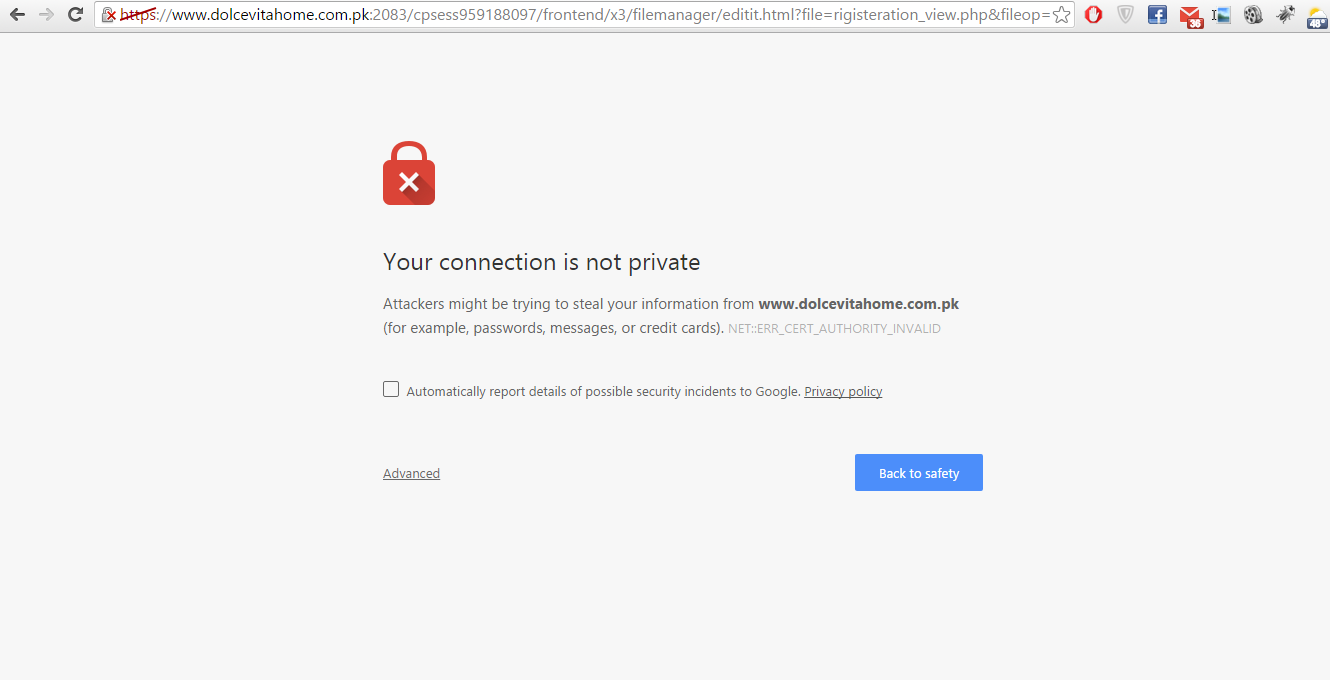 https://www.dolcevitahome.com.pk:2083/cpsess959188097/frontend/x3/filemanager/editit.html?file=rigisteration_view.php&fileop=
36
48°
Your connection is not private
Attackers might be trying to steal your information from www.dolcevitahome.com.pk
(for example, passwords, messages, or credit cards). NET::ERR_CERT_AUTHORITY_INVALID
Automatically report details of possible security incidents to Google. Privacy policy
Advanced
Back to safety